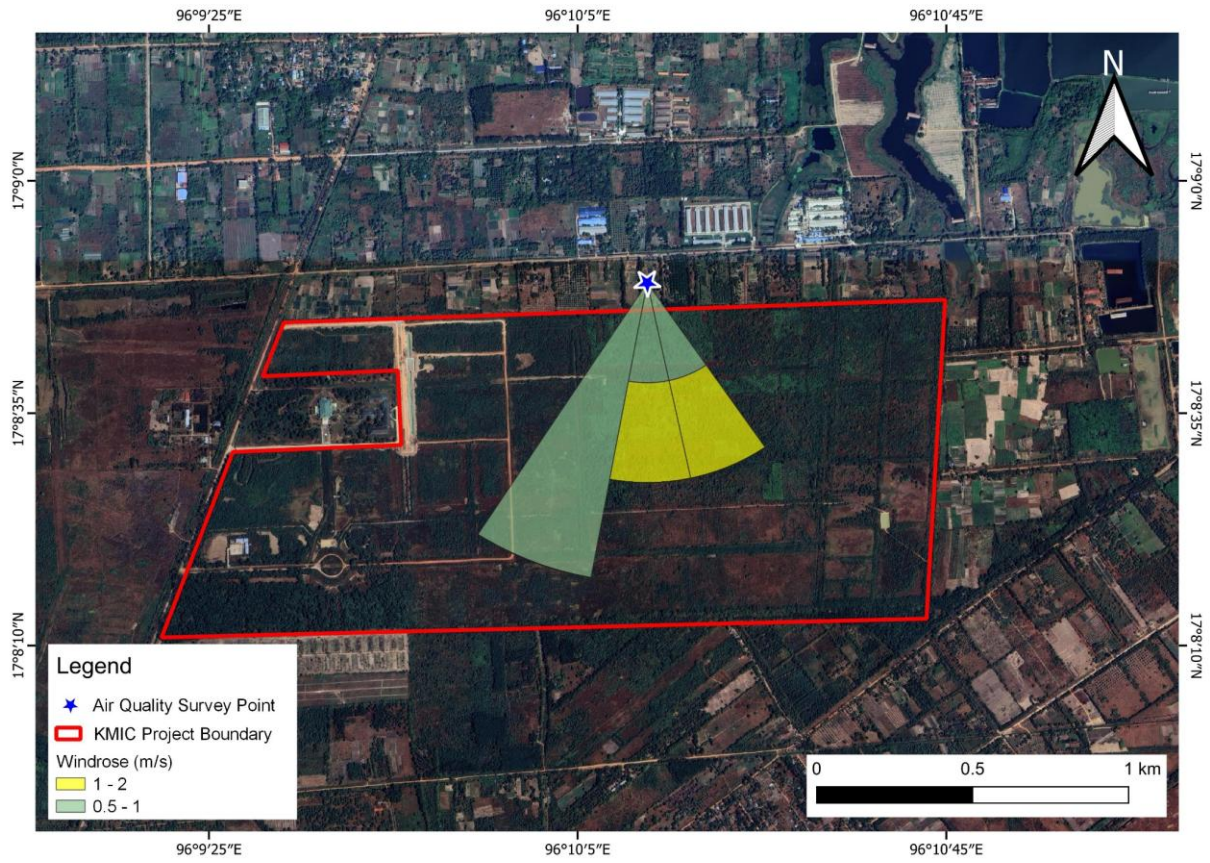 96°9′25″E 96°10′5″E 96°10′45″E
N
17°9′0″N 17°9′0″N
17°8′35″N 17°8′35″N
17°8′10″N 17°8′10″N
Legend
Air Quality Survey Point
KMIC Project Boundary
Windrose (m/s)
1 - 2
0.5 - 1
0 0.5 1 km
96°9′25″E 96°10′5″E 96°10′45″E